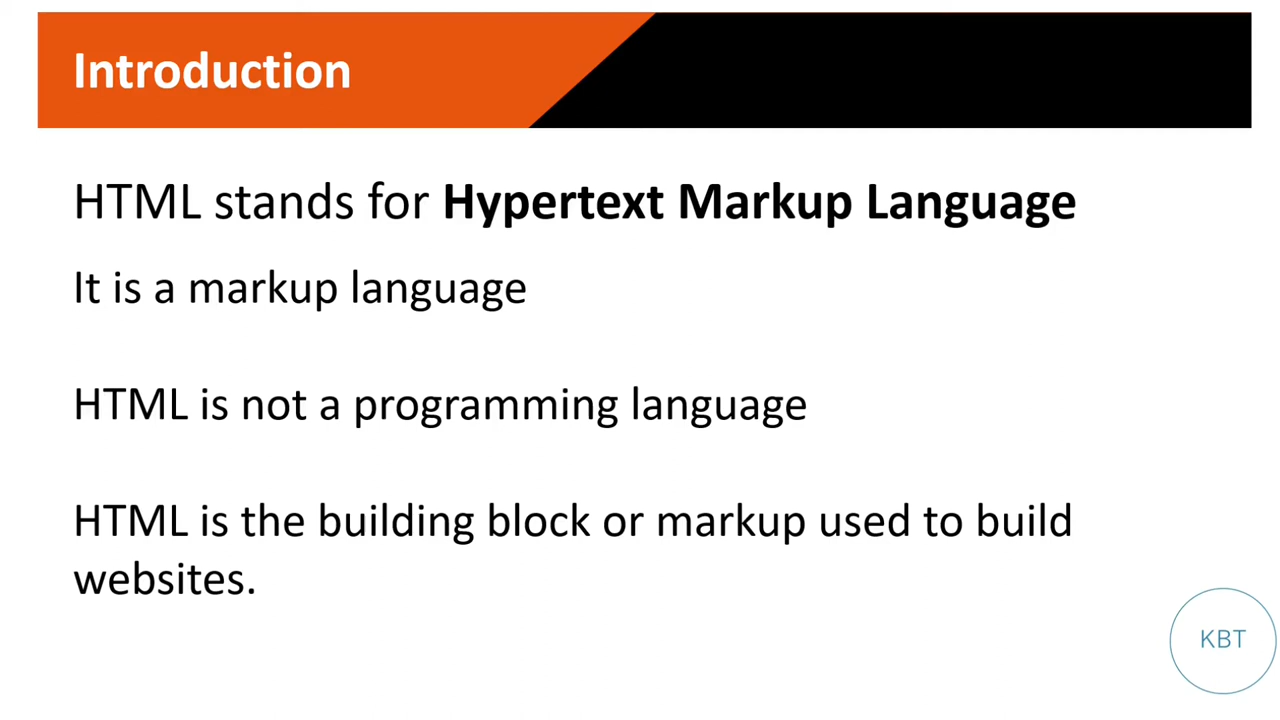 Introduction
HTML stands for Hypertext Markup Language
It is a markup language
HTML is not a programming language
HTML is the building block or markup used to build
websites.
KBT